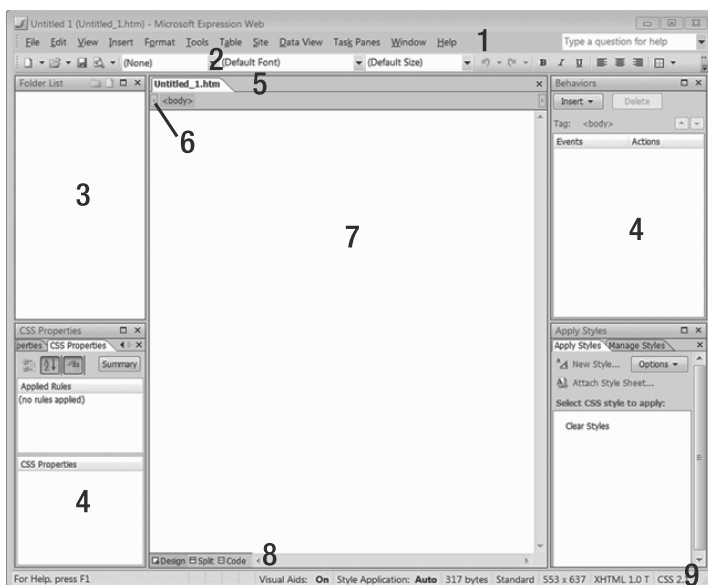 Untitled 1 (Untitled_1.htm) - Microsoft Expression Web
File Edit View Insert Format Tools Table Site Data View Task Panes Window Help 1 Type a question for help
(None) 2 (Default Font) (Default Size) B I U
Folder List
3
Untitled_1.htm 5
<body>
6
7
Behaviors
Insert Delete
Tag: <body>
Events Actions
4
CSS Properties
perties CSS Properties
Summary
Applied Rules
(no rules applied)
CSS Properties
4
Apply Styles
Apply Styles Manage Styles
New Style... Options
Attach Style Sheet...
Select CSS style to apply:
Clear Styles
Design Split Code 8
For Help, press F1 Visual Aids: On Style Application: Auto 317 bytes Standard 553 x 637 XHTML 1.0 T CSS 2. 9